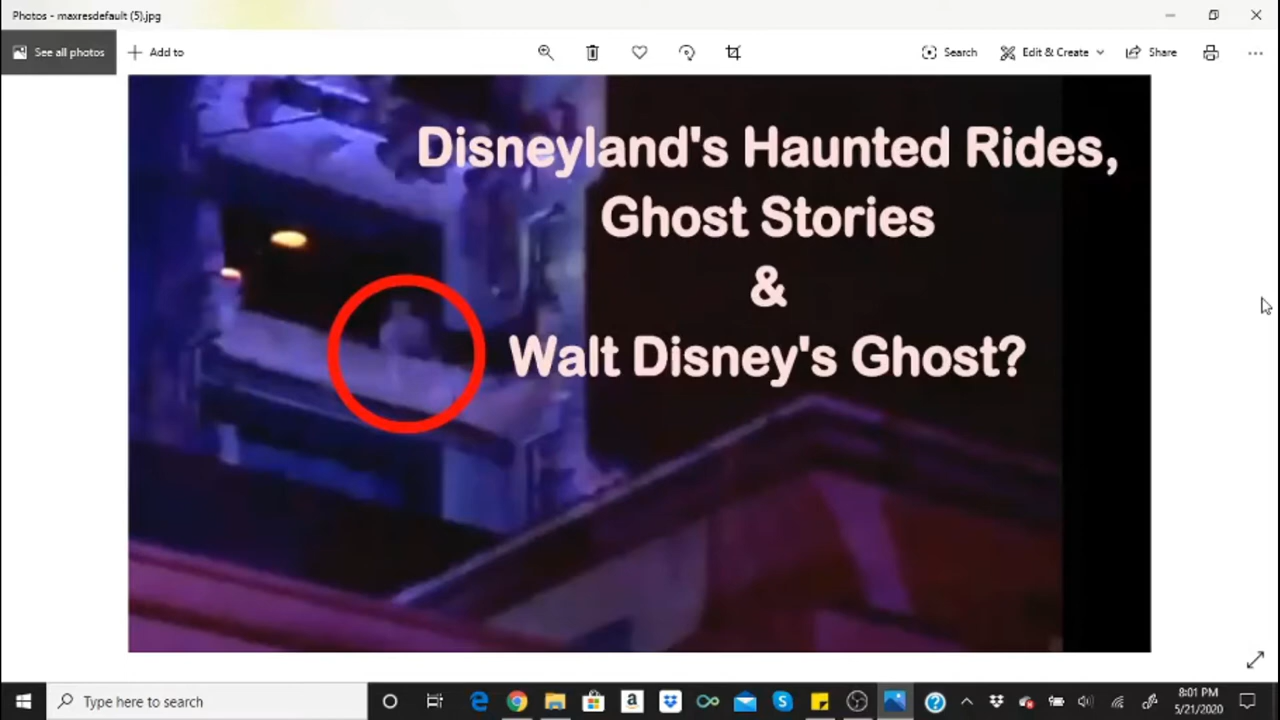 Photos - maxresdefault (5).jpg
See all photos
Add to
Search
Edit & Create
Share
Disneyland's Haunted Rides,
Ghost Stories
&
Walt Disney's Ghost?
Type here to search
8:01 PM
5/21/2020